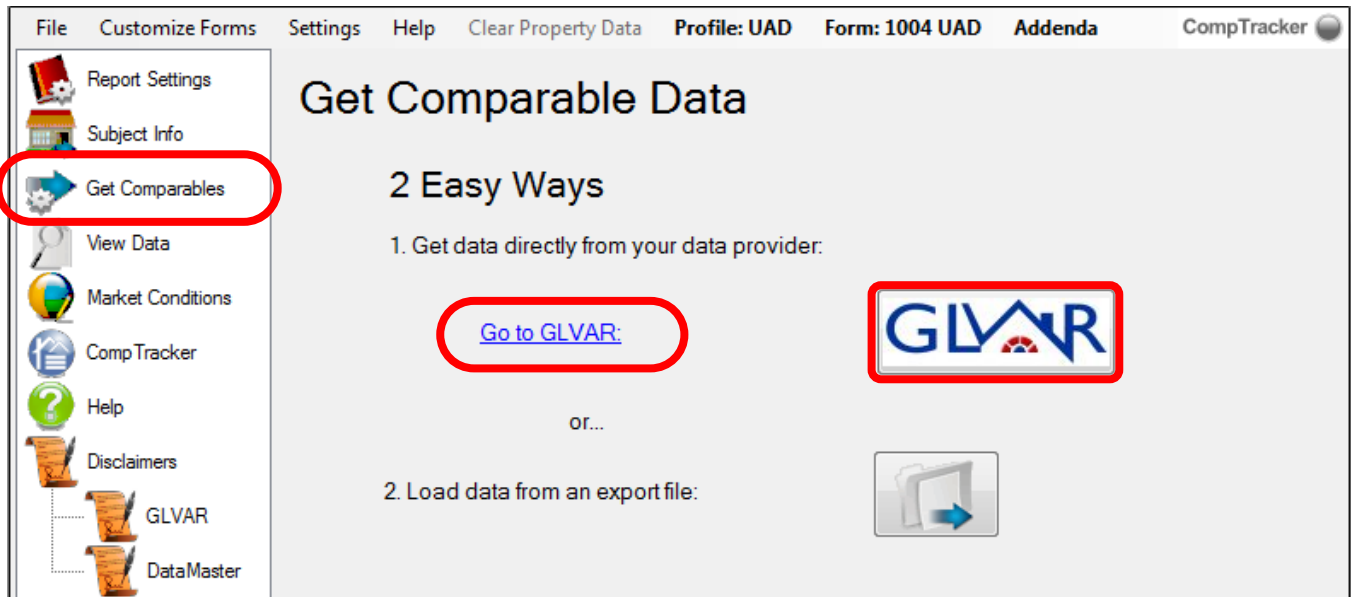 File Customize Forms Settings Help Clear Property Data Profile: UAD Form: 1004 UAD Addenda CompTracker
Report Settings
Subject Info
Get Comparables
View Data
Market Conditions
CompTracker
Help
Disclaimers
GLVAR
DataMaster
Get Comparable Data
2 Easy Ways
1. Get data directly from your data provider:
Go to GLVAR:
GLVAR
or...
2. Load data from an export file: